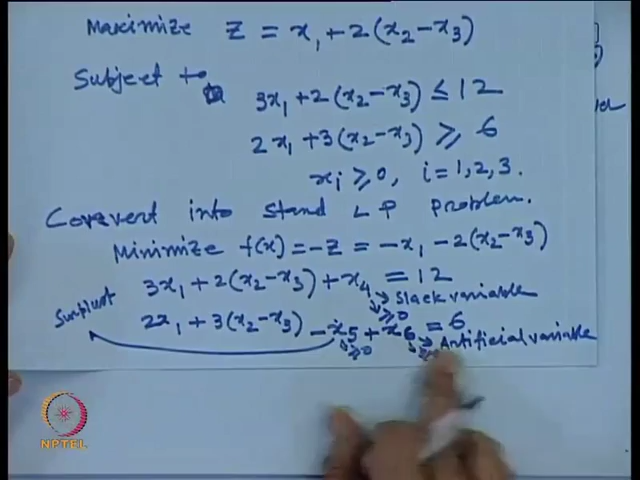 Maximize Z = x₁ + 2(x₂ − x₃)
Subject to
3x₁ + 2(x₂ − x₃) ≤ 12
2x₁ + 3(x₂ − x₃) ≥ 6
xᵢ ≥ 0, i = 1, 2, 3.
Convert into Stand LP Problem.
Minimize f(x) = −Z = −x₁ − 2(x₂ − x₃)
3x₁ + 2(x₂ − x₃) + x₄ = 12
≥0 Slack variable
2x₁ + 3(x₂ − x₃) − x₅ + x₆ = 6
≥0 Artificial variable
NPTEL